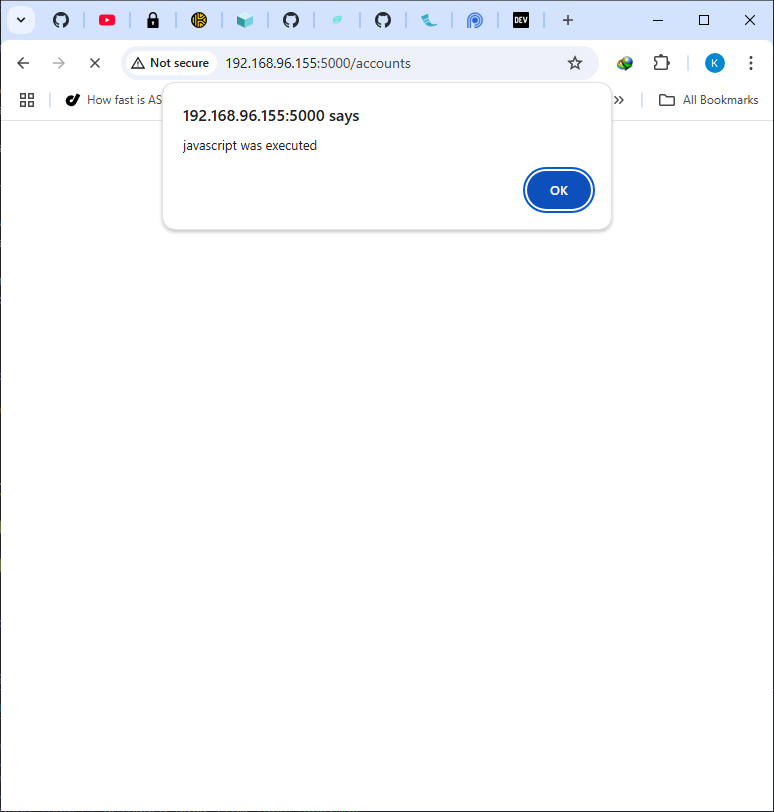 DEV
Not secure
192.168.96.155:5000/accounts
K
How fast is AS
All Bookmarks
192.168.96.155:5000 says
javascript was executed
OK